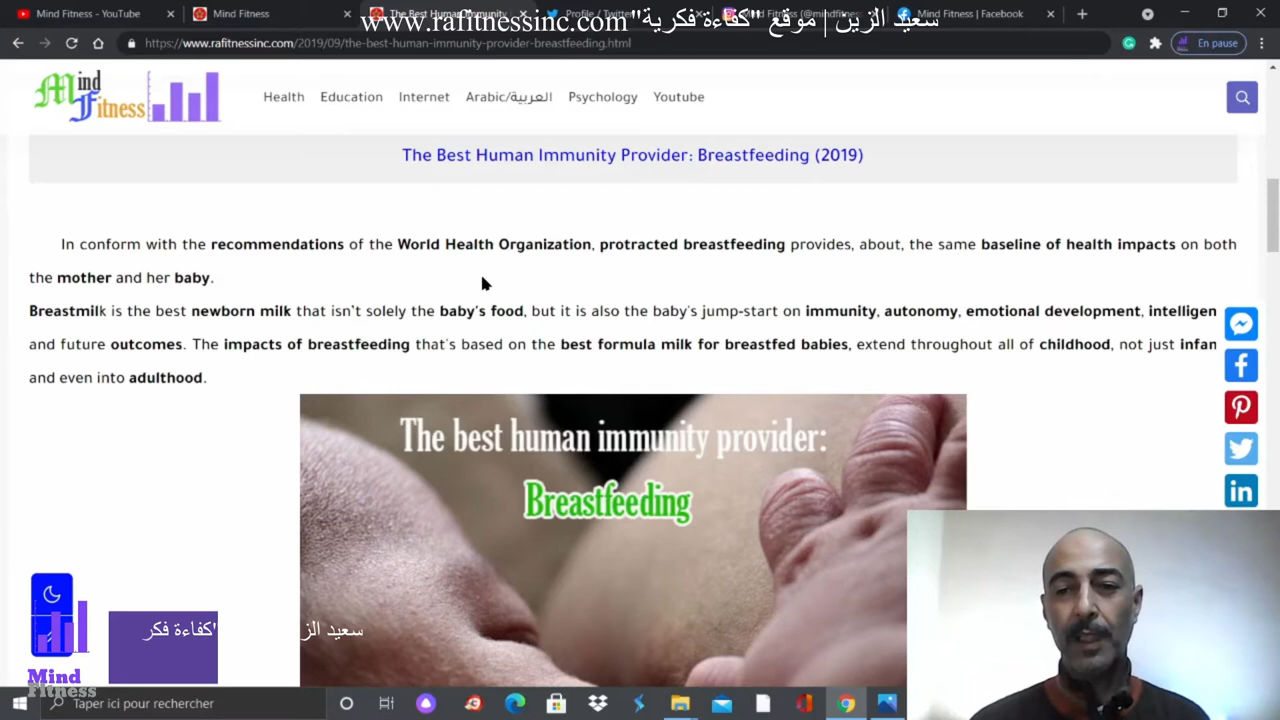 Mind Fitness - YouTube
Mind Fitness
The Best Human Immunity
Profile / Twitter
Mind Fitness | Facebook
سعيد الزين | موقع "كفاءة فكرية" www.rafitnessinc.com
https://www.rafitnessinc.com/2019/09/the-best-human-immunity-provider-breastfeeding.html
En pause
Mind Fitness
Health Education Internet Arabic/العربية Psychology Youtube
The Best Human Immunity Provider: Breastfeeding (2019)
In conform with the recommendations of the World Health Organization, protracted breastfeeding provides, about, the same baseline of health impacts on both
the mother and her baby.
Breastmilk is the best newborn milk that isn't solely the baby's food, but it is also the baby's jump-start on immunity, autonomy, emotional development, intelligen
and future outcomes. The impacts of breastfeeding that's based on the best formula milk for breastfed babies, extend throughout all of childhood, not just infan
and even into adulthood.
The best human immunity provider:
Breastfeeding
سعيد الز
"كفاءة فكر
Mind
Fitness
Taper ici pour rechercher